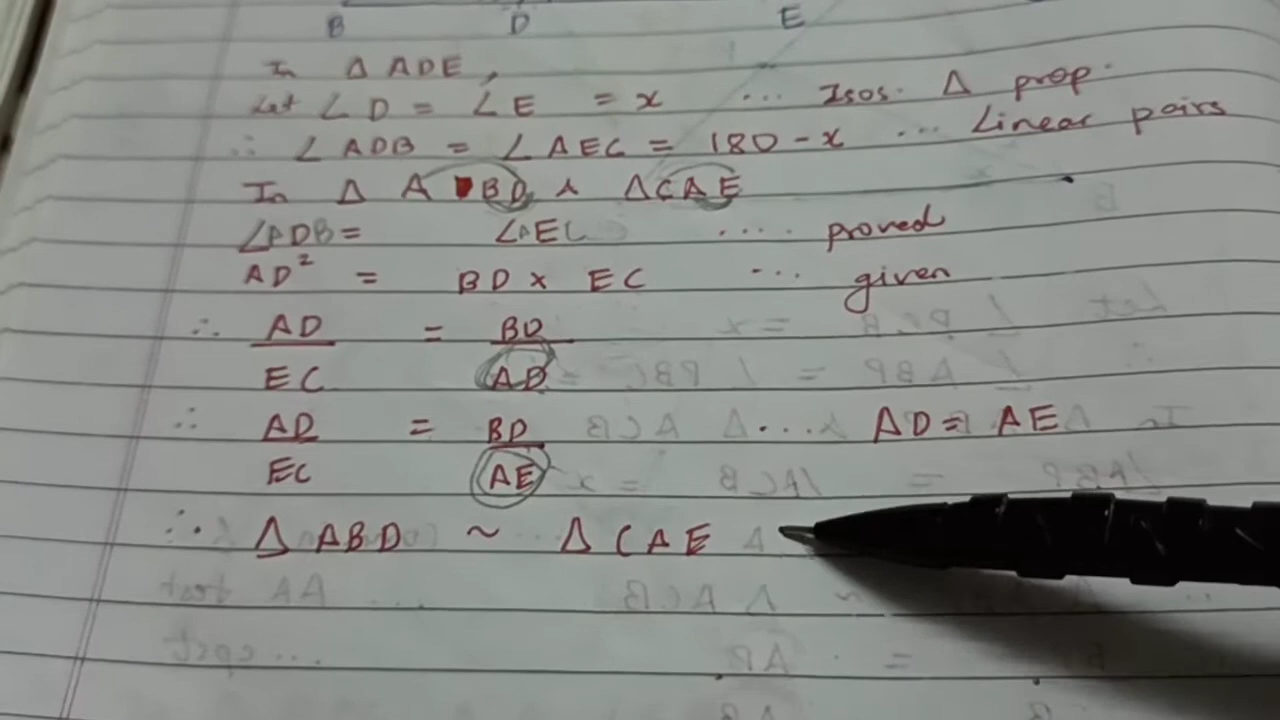 B D E
In Δ ADE,
Let ∠D = ∠E = x ... Isos. Δ prop.
∴ ∠ADB = ∠AEC = 180 - x ... Linear pairs
In Δ ABD & ΔCAE
∠ADB = ∠AEC .... proved
AD² = BD x EC ... given
∴ AD = BD
EC AD
∴ AD = BD ... AD = AE
EC AE
∴ Δ ABD ~ Δ CAE